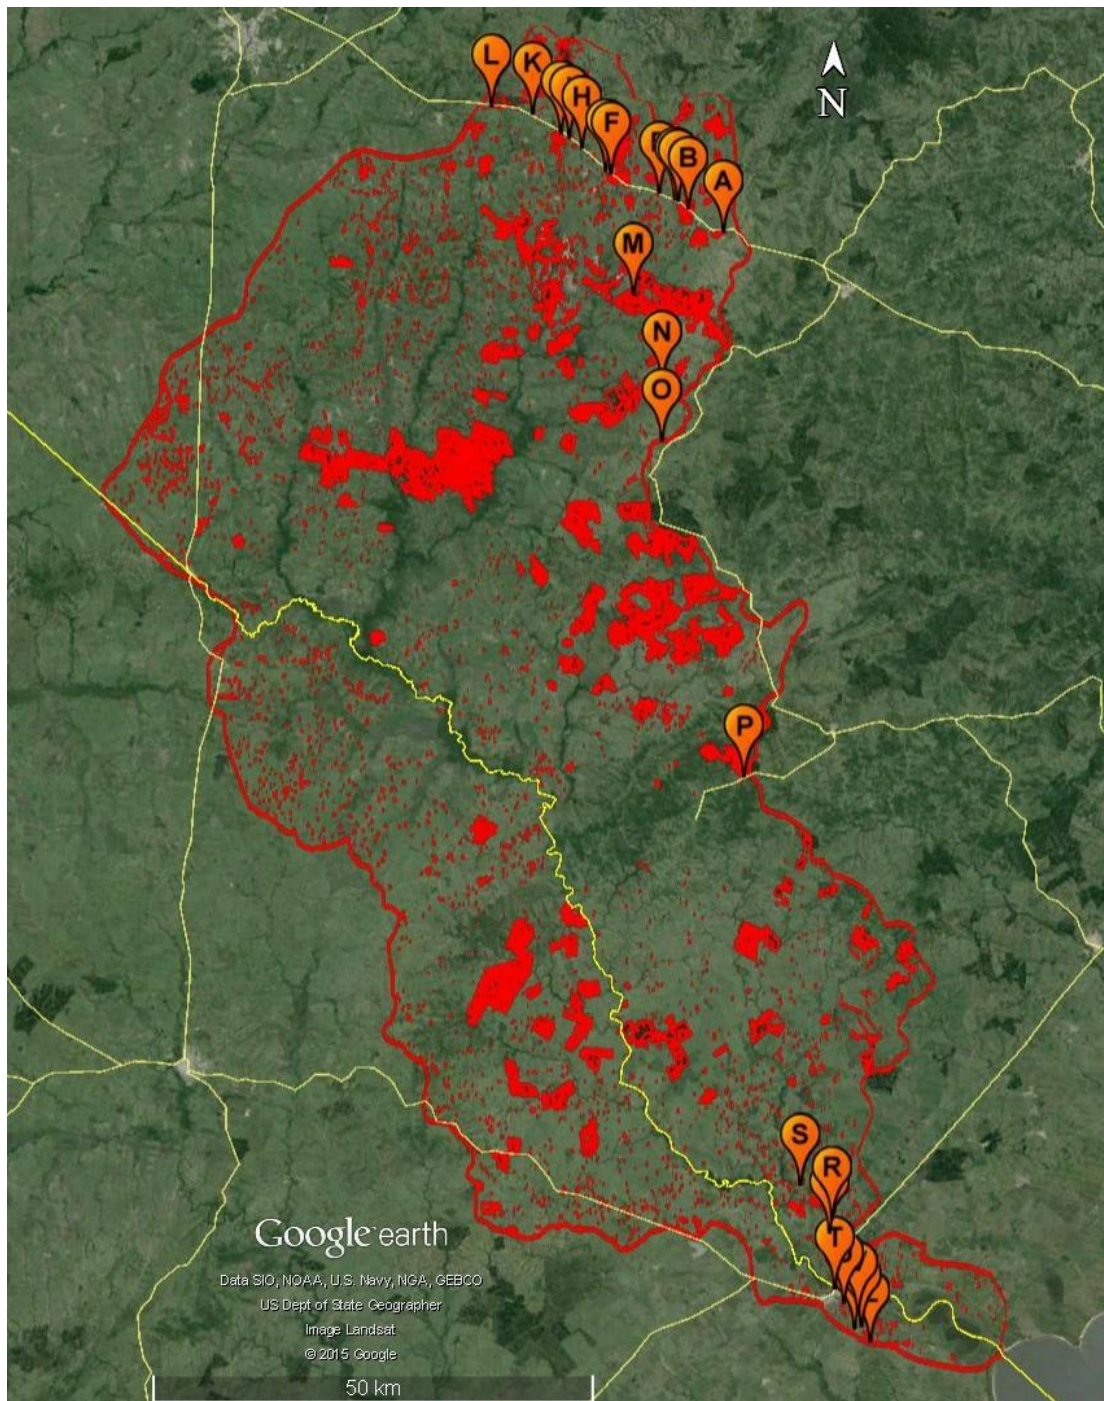 L
K
H
F
B
A
N
M
N
O
P
S
R
T
Google earth
Data SIO, NOAA, U.S. Navy, NGA, GEBCO
US Dept of State Geographer
Image Landsat
© 2015 Google
50 km